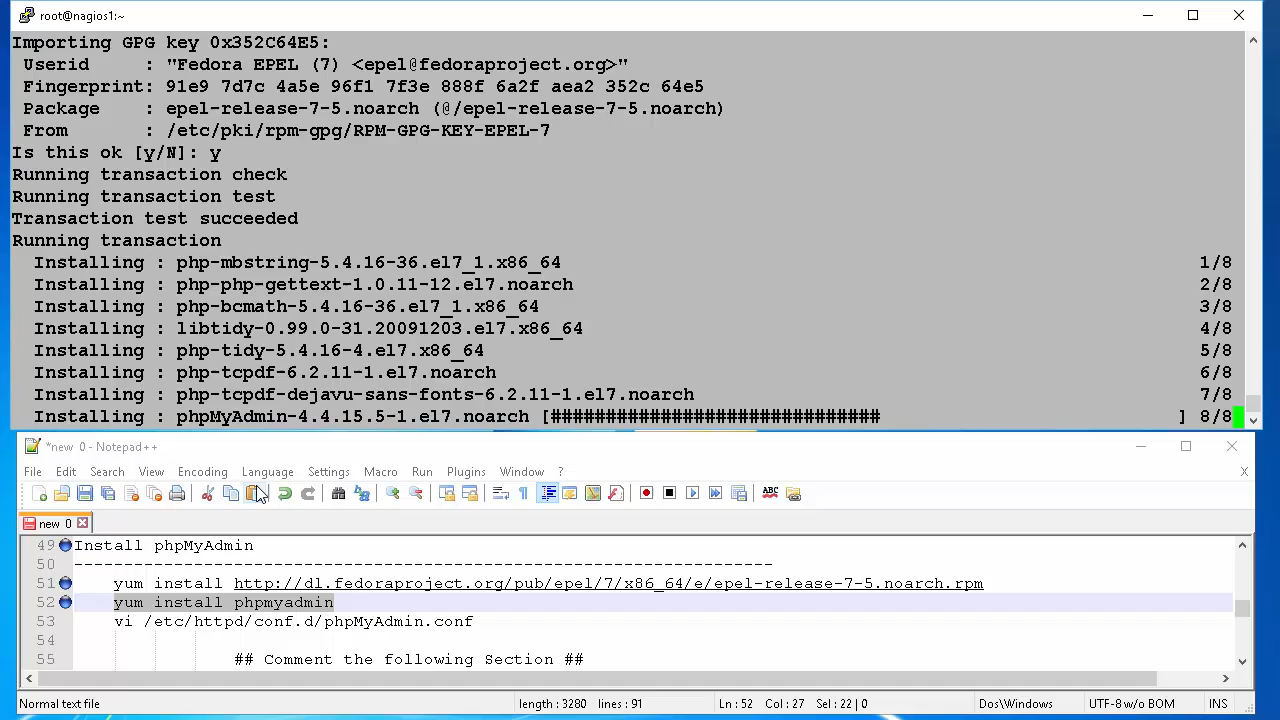 root@nagios1:~
Importing GPG key 0x352C64E5:
Userid     : "Fedora EPEL (7) <epel@fedoraproject.org>"
Fingerprint: 91e9 7d7c 4a5e 96f1 7f3e 888f 6a2f aea2 352c 64e5
Package    : epel-release-7-5.noarch (@/epel-release-7-5.noarch)
From       : /etc/pki/rpm-gpg/RPM-GPG-KEY-EPEL-7
Is this ok [y/N]: y
Running transaction check
Running transaction test
Transaction test succeeded
Running transaction
Installing : php-mbstring-5.4.16-36.el7_1.x86_64 1/8
Installing : php-php-gettext-1.0.11-12.el7.noarch 2/8
Installing : php-bcmath-5.4.16-36.el7_1.x86_64 3/8
Installing : libtidy-0.99.0-31.20091203.el7.x86_64 4/8
Installing : php-tidy-5.4.16-4.el7.x86_64 5/8
Installing : php-tcpdf-6.2.11-1.el7.noarch 6/8
Installing : php-tcpdf-dejavu-sans-fonts-6.2.11-1.el7.noarch 7/8
Installing : phpMyAdmin-4.4.15.5-1.el7.noarch [############################## ] 8/8
*new 0 - Notepad++
File Edit Search View Encoding Language Settings Macro Run Plugins Window ? X
new 0
49 Install phpMyAdmin
50 ----------------------------------------------------------------------
51 yum install http://dl.fedoraproject.org/pub/epel/7/x86_64/e/epel-release-7-5.noarch.rpm
52 yum install phpmyadmin
53 vi /etc/httpd/conf.d/phpMyAdmin.conf
54
55 ## Comment the following Section ##
Normal text file length : 3280 lines : 91 Ln : 52 Col : 27 Sel : 22 | 0 Dos\Windows UTF-8 w/o BOM INS